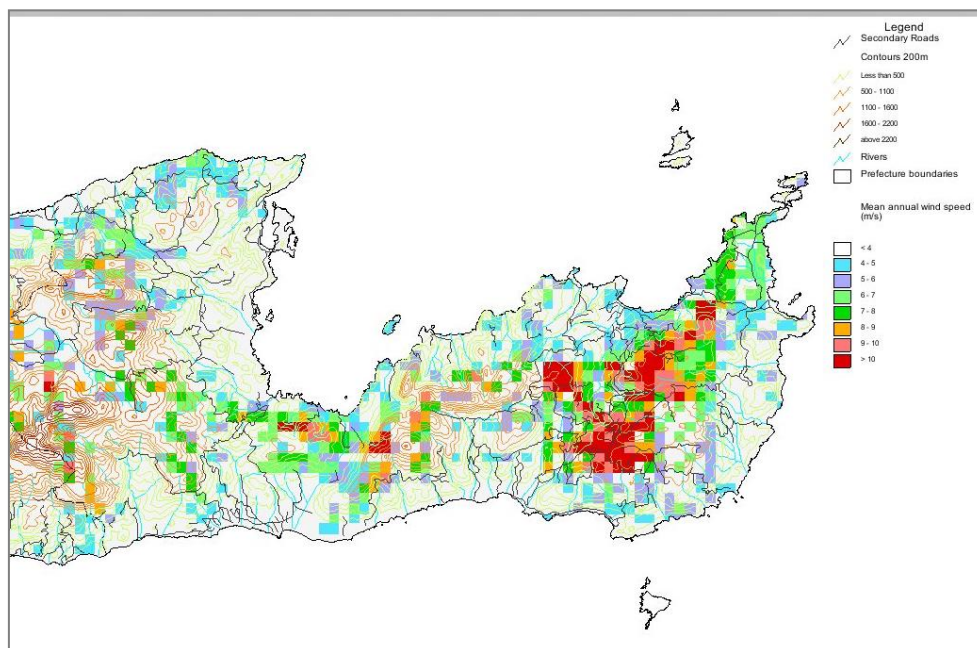 Legend
Secondary Roads
Contours 200m
Less than 500
500 - 1100
1100 - 1600
1600 - 2200
above 2200
Rivers
Prefecture boundaries
Mean annual wind speed
(m/s)
< 4
4 - 5
5 - 6
6 - 7
7 - 8
8 - 9
9 - 10
> 10